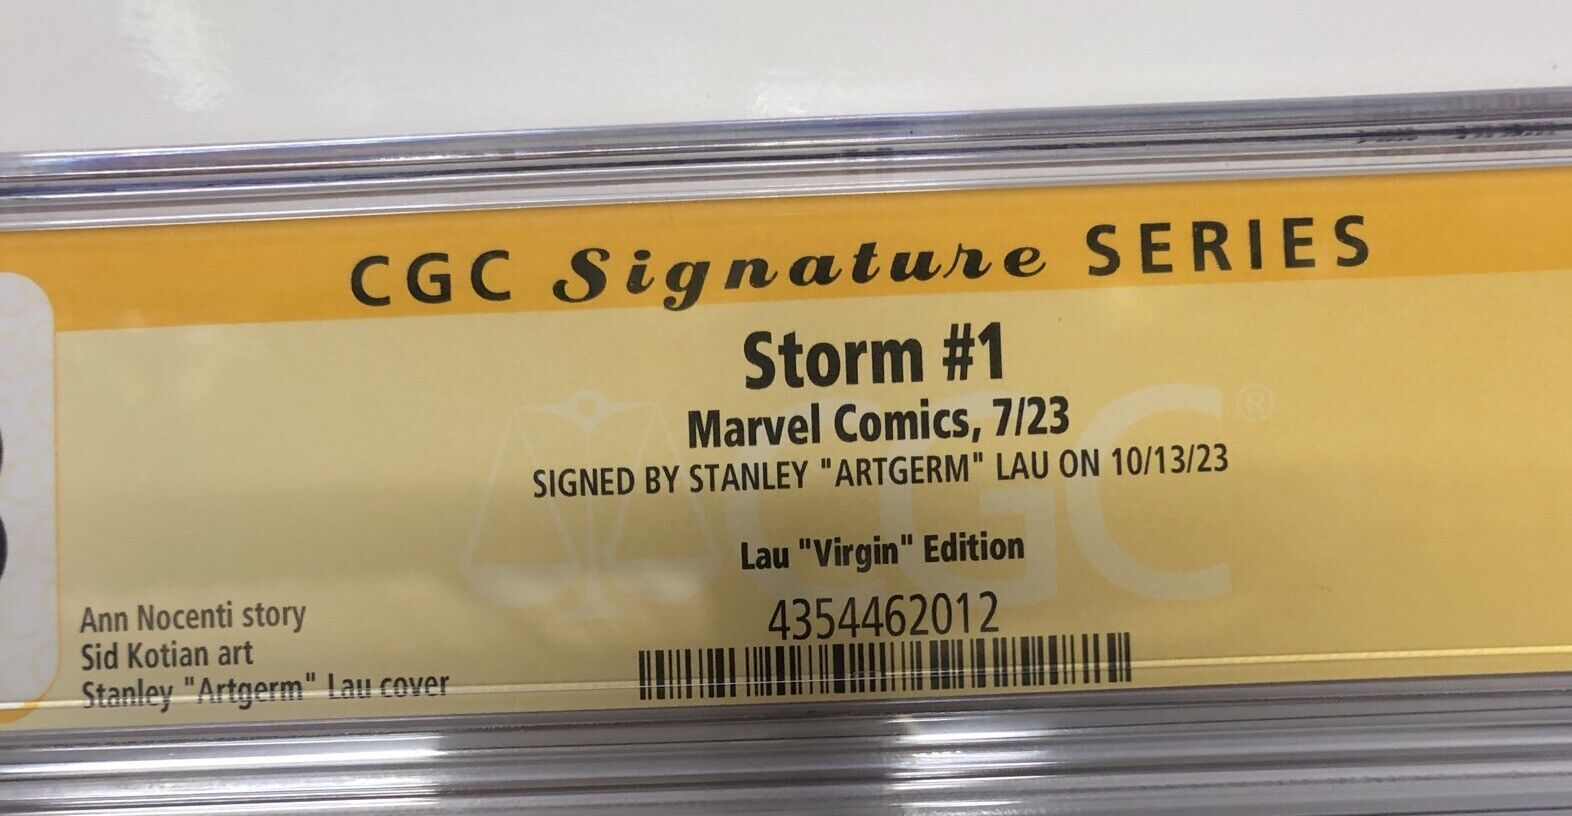 CGC Signature SERIES
Storm #1
Marvel Comics, 7/23
SIGNED BY STANLEY "ARTGERM" LAU ON 10/13/23
Lau "Virgin" Edition
4354462012
Ann Nocenti story
Sid Kotian art
Stanley "Artgerm" Lau cover
CGC ®